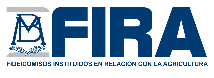 FIRA
FIDEICOMISOS INSTITUIDOS EN RELACIÓN CON LA AGRICULTURA